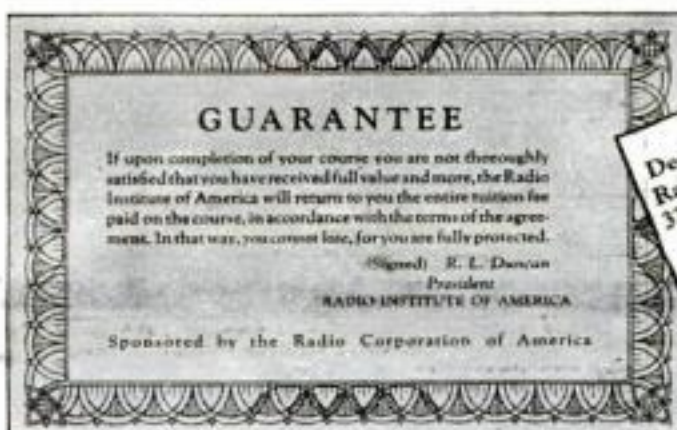 GUARANTEE
If upon completion of your course you are not thoroughly
satisfied that you have received full value and more, the Radio
Institute of America will return to you the entire tuition fee
paid on the course, in accordance with the terms of the agree-
ment. In that way, you cannot lose, for you are fully protected.
(Signed) R. L. Duncan
President
RADIO INSTITUTE OF AMERICA
Sponsored by the Radio Corporation of America
De
Ra